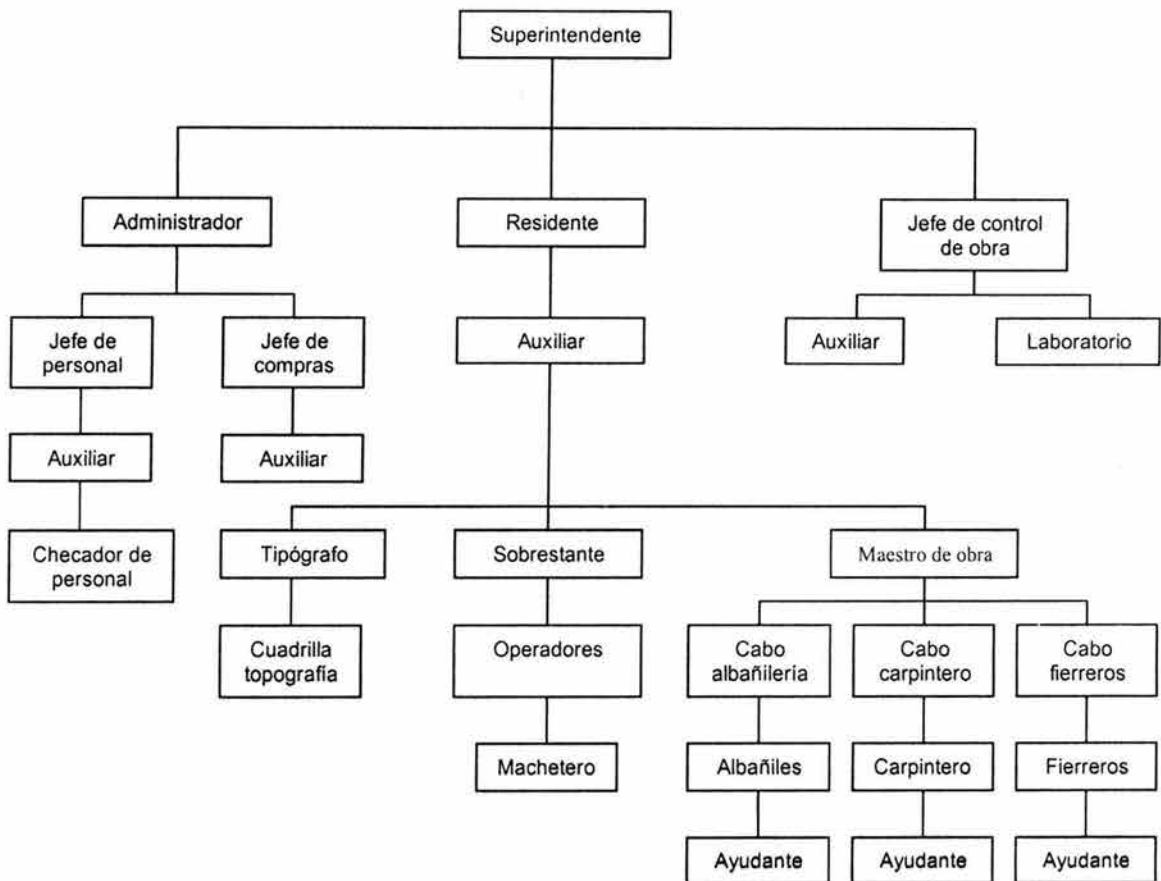 Superintendente
Administrador
Residente
Jefe de control
de obra
Jefe de
personal
Jefe de
compras
Auxiliar
Auxiliar
Laboratorio
Auxiliar
Auxiliar
Checador de
personal
Tipógrafo
Sobrestante
Maestro de obra
Cuadrilla
topografía
Operadores
Cabo
albañilería
Cabo
carpintero
Cabo
fierreros
Machetero
Albañiles
Carpintero
Fierreros
Ayudante
Ayudante
Ayudante